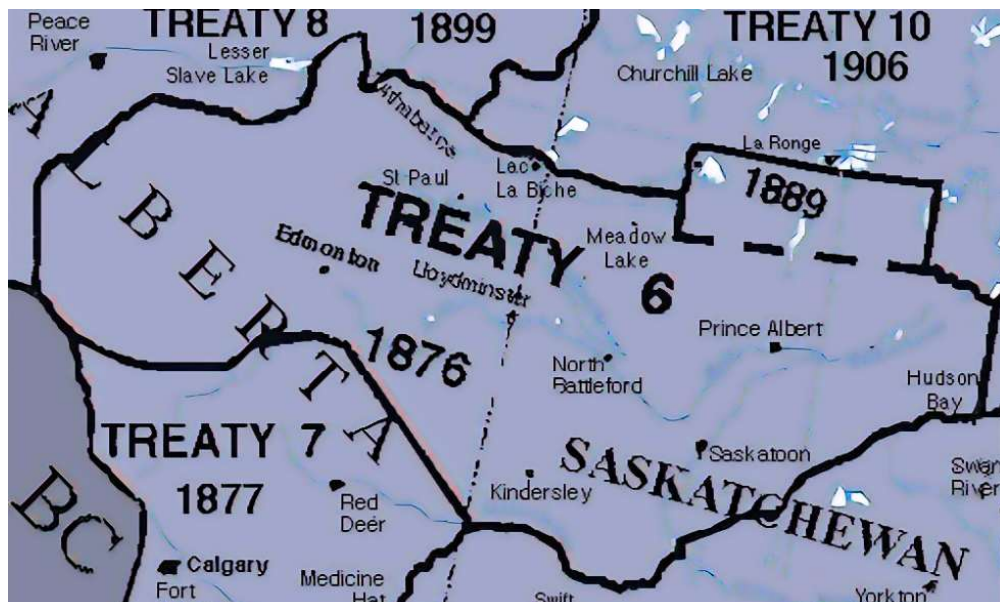 Peace
River
TREATY 8
Lesser
Slave Lake
1899
TREATY 10
1906
Churchill Lake
La Ronge
1889
Lac
La Biche
St Paul
TREATY
6
Meadow
Lake
ALBERTA
Edmonton
Lloydminster
1876
Prince Albert
North
Battleford
Hudson
Bay
TREATY 7
1877
Red
Deer
Kindersley
Saskatoon
SASKATCHEWAN
Swan
River
BC
Calgary
Fort
Medicine
Hat
Swift
Yorkton